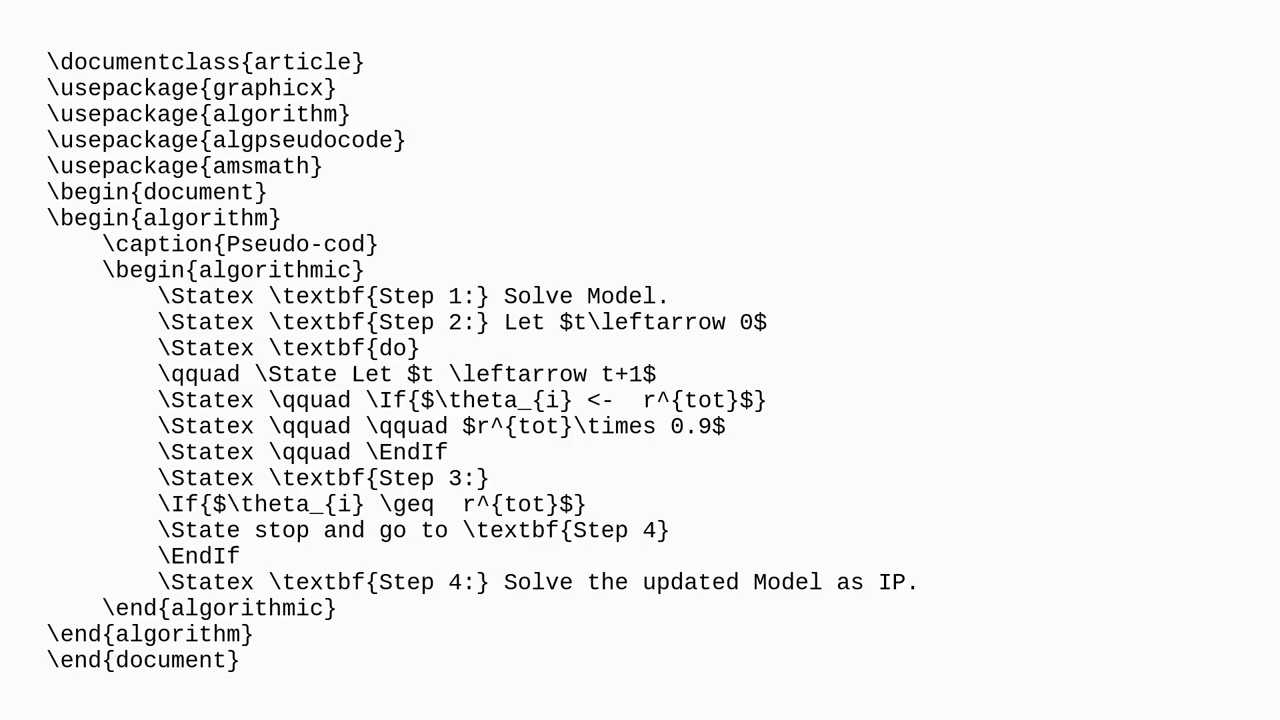 \documentclass{article}
\usepackage{graphicx}
\usepackage{algorithm}
\usepackage{algpseudocode}
\usepackage{amsmath}
\begin{document}
\begin{algorithm}
    \caption{Pseudo-cod}
    \begin{algorithmic}
        \Statex \textbf{Step 1:} Solve Model.
        \Statex \textbf{Step 2:} Let $t\leftarrow 0$
        \Statex \textbf{do}
        \qquad \State Let $t \leftarrow t+1$
        \Statex \qquad \If{$\theta_{i} <-  r^{tot}$}
        \Statex \qquad \qquad $r^{tot}\times 0.9$
        \Statex \qquad \EndIf
        \Statex \textbf{Step 3:}
        \If{$\theta_{i} \geq  r^{tot}$}
        \State stop and go to \textbf{Step 4}
        \EndIf
        \Statex \textbf{Step 4:} Solve the updated Model as IP.
    \end{algorithmic}
\end{algorithm}
\end{document}